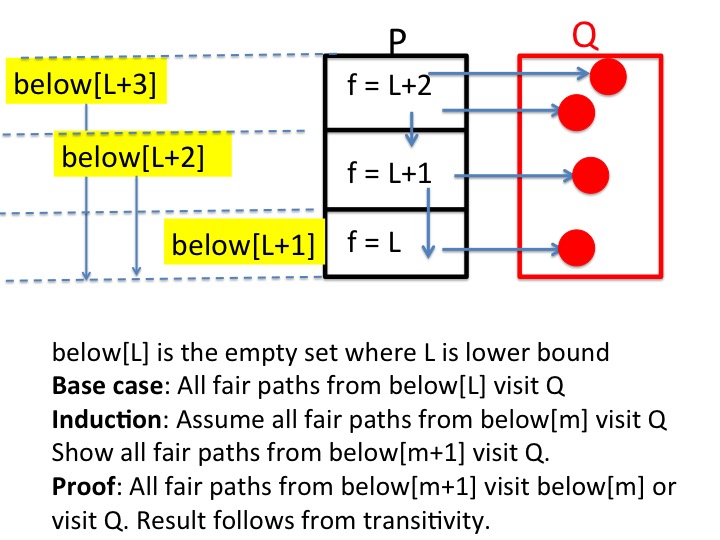 P
Q
below[L+3]
f = L+2
below[L+2]
f = L+1
below[L+1]
f = L
below[L] is the empty set where L is lower bound
Base case: All fair paths from below[L] visit Q
Induction: Assume all fair paths from below[m] visit Q
Show all fair paths from below[m+1] visit Q.
Proof: All fair paths from below[m+1] visit below[m] or
visit Q. Result follows from transitivity.